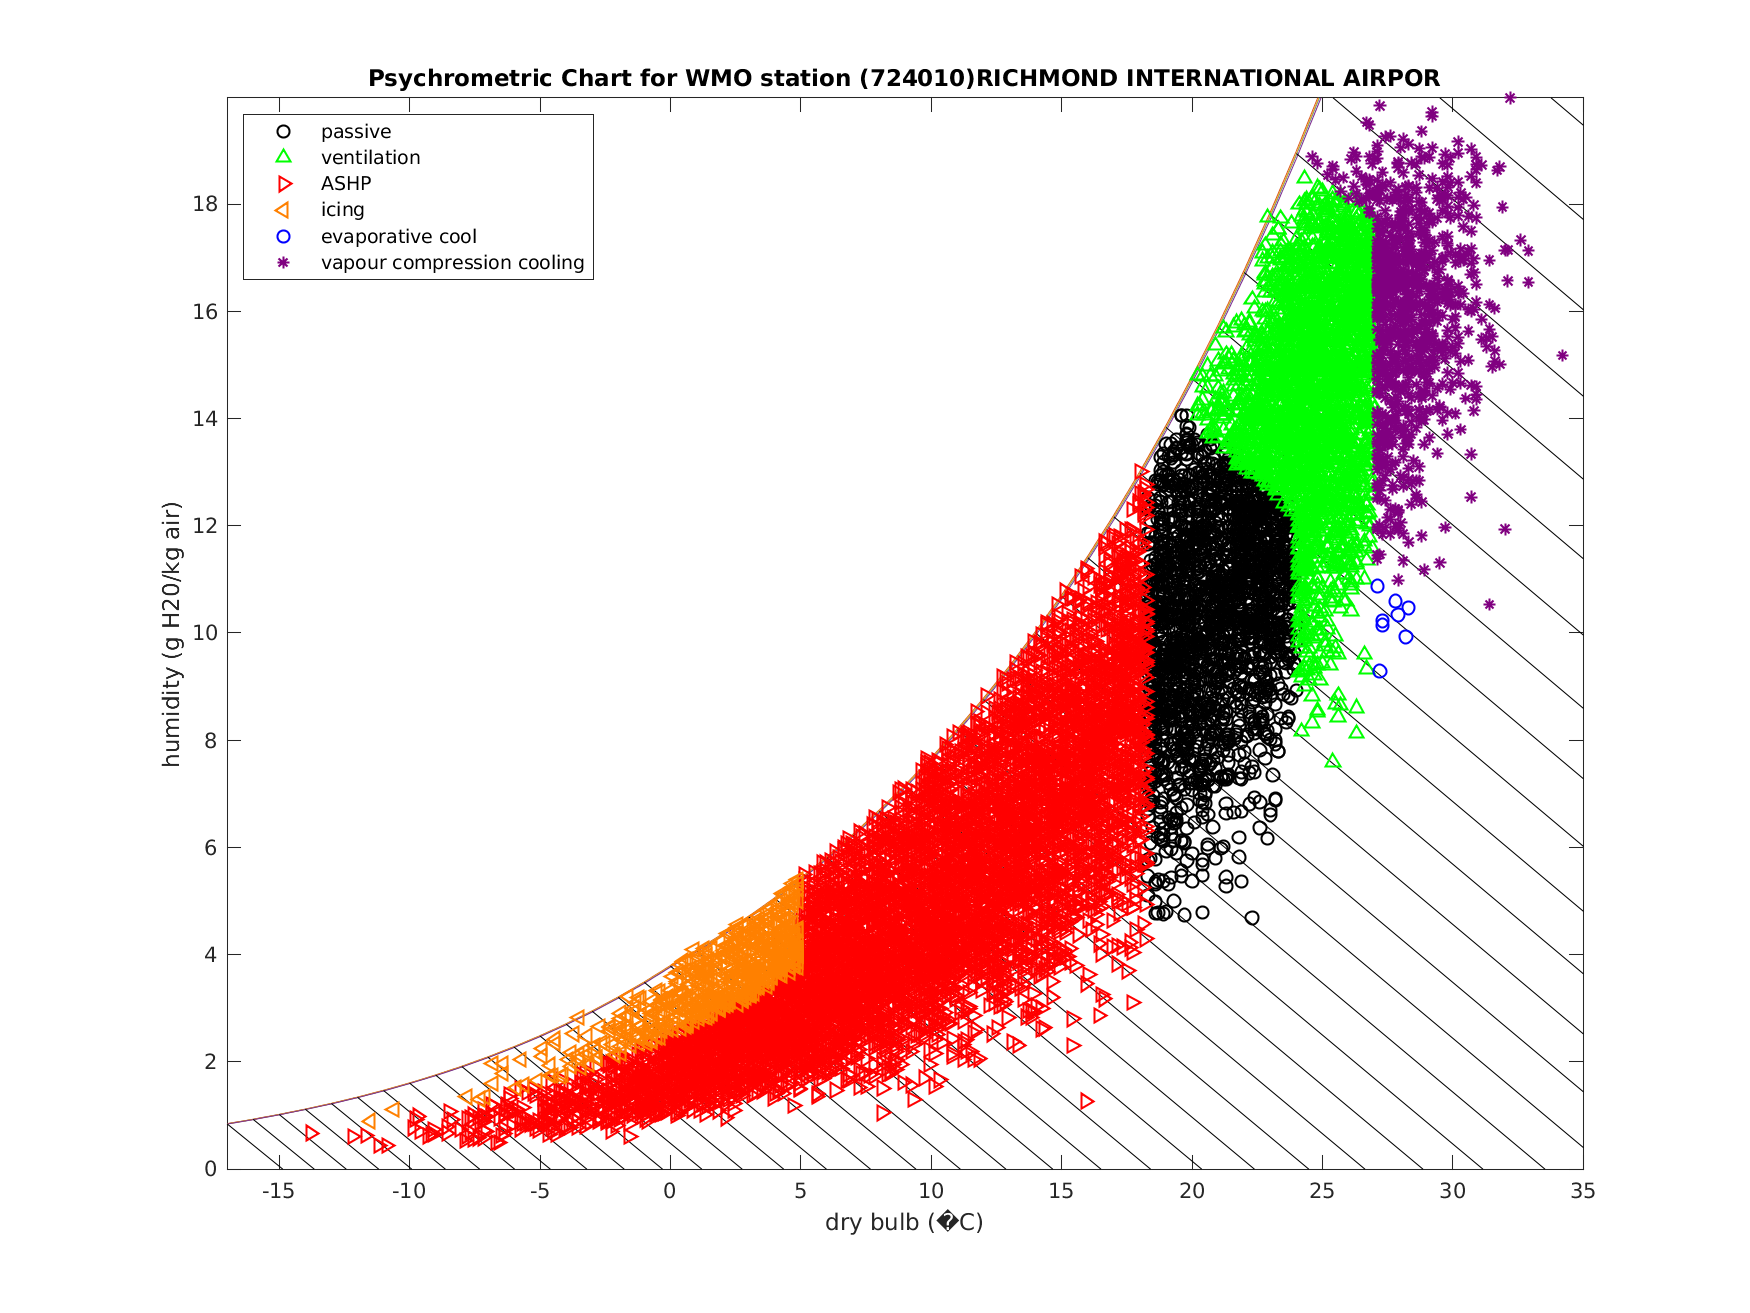 Psychrometric Chart for WMO station (724010)RICHMOND INTERNATIONAL AIRPOR
passive
ventilation
ASHP
icing
evaporative cool
vapour compression cooling
humidity (g H20/kg air)
18
16
14
12
10
8
6
4
2
0
-15 -10 -5 0 5 10 15 20 25 30 35
dry bulb (�C)